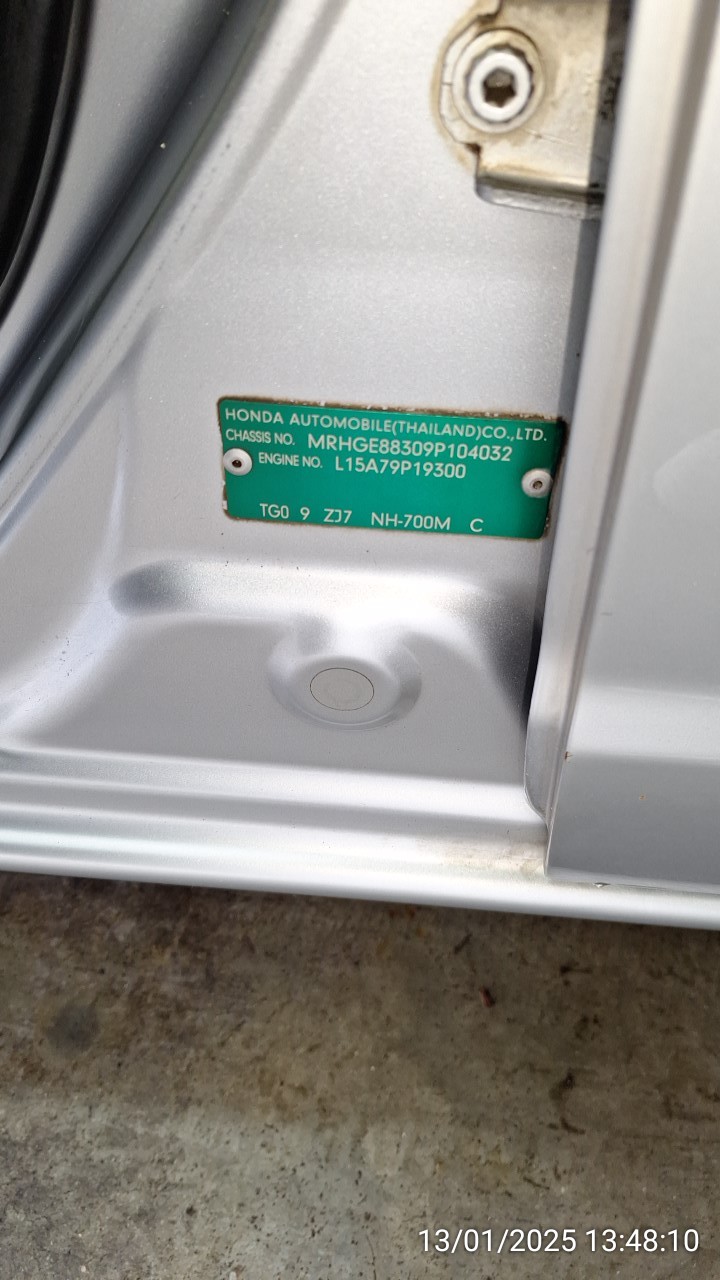 HONDA AUTOMOBILE(THAILAND)CO.,LTD.
CHASSIS NO. MRHGE88309P104032
ENGINE NO. L15A79P19300
TG0 9 ZJ7 NH-700M C
13/01/2025 13:48:10